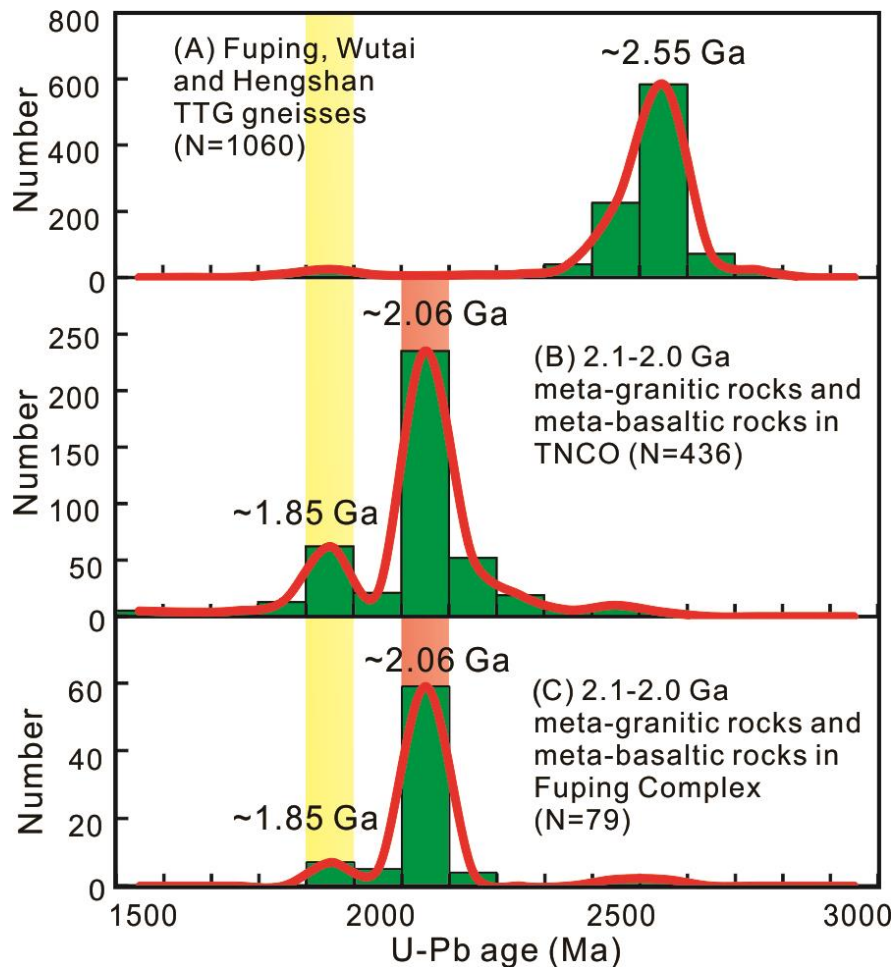 800
600
400
200
0
Number
(A) Fuping, Wutai
and Hengshan
TTG gneisses
(N=1060)
~2.55 Ga
250
200
150
100
50
0
Number
~2.06 Ga
~1.85 Ga
(B) 2.1-2.0 Ga
meta-granitic rocks and
meta-basaltic rocks in
TNCO (N=436)
60
40
20
0
Number
~2.06 Ga
~1.85 Ga
(C) 2.1-2.0 Ga
meta-granitic rocks and
meta-basaltic rocks in
Fuping Complex
(N=79)
1500 2000 2500 3000
U-Pb age (Ma)